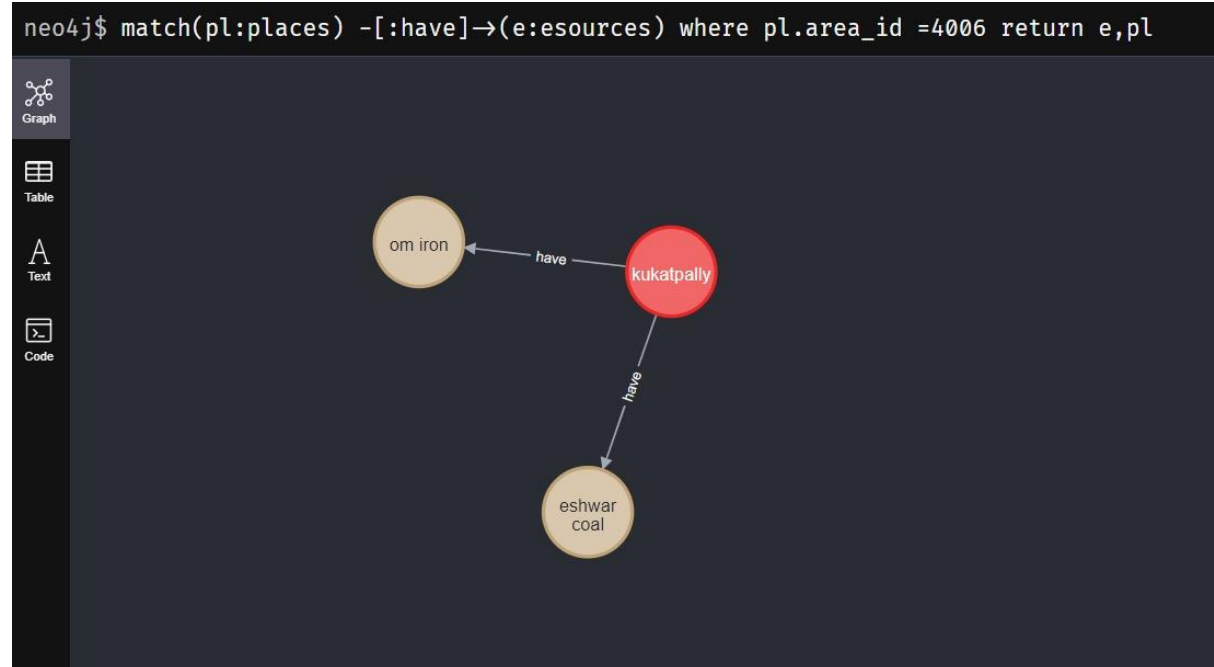 neo4j$ match(pl:places) -[:have]→(e:esources) where pl.area_id =4006 return e,pl
Graph
Table
A
Text
Code
om iron
have
kukatpally
have
eshwar
coal